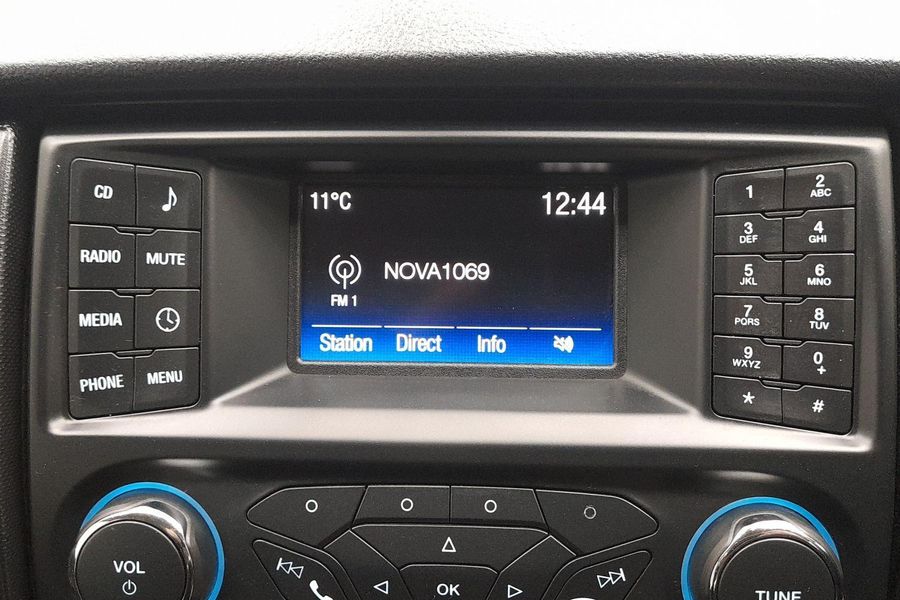 CD
RADIO MUTE
MEDIA
PHONE MENU
11°C 12:44
NOVA1069
FM 1
Station Direct Info
1 2 ABC
3 DEF 4 GHI
5 JKL 6 MNO
7 PQRS 8 TUV
9 WXYZ 0 +
* #
VOL
OK
TUNE